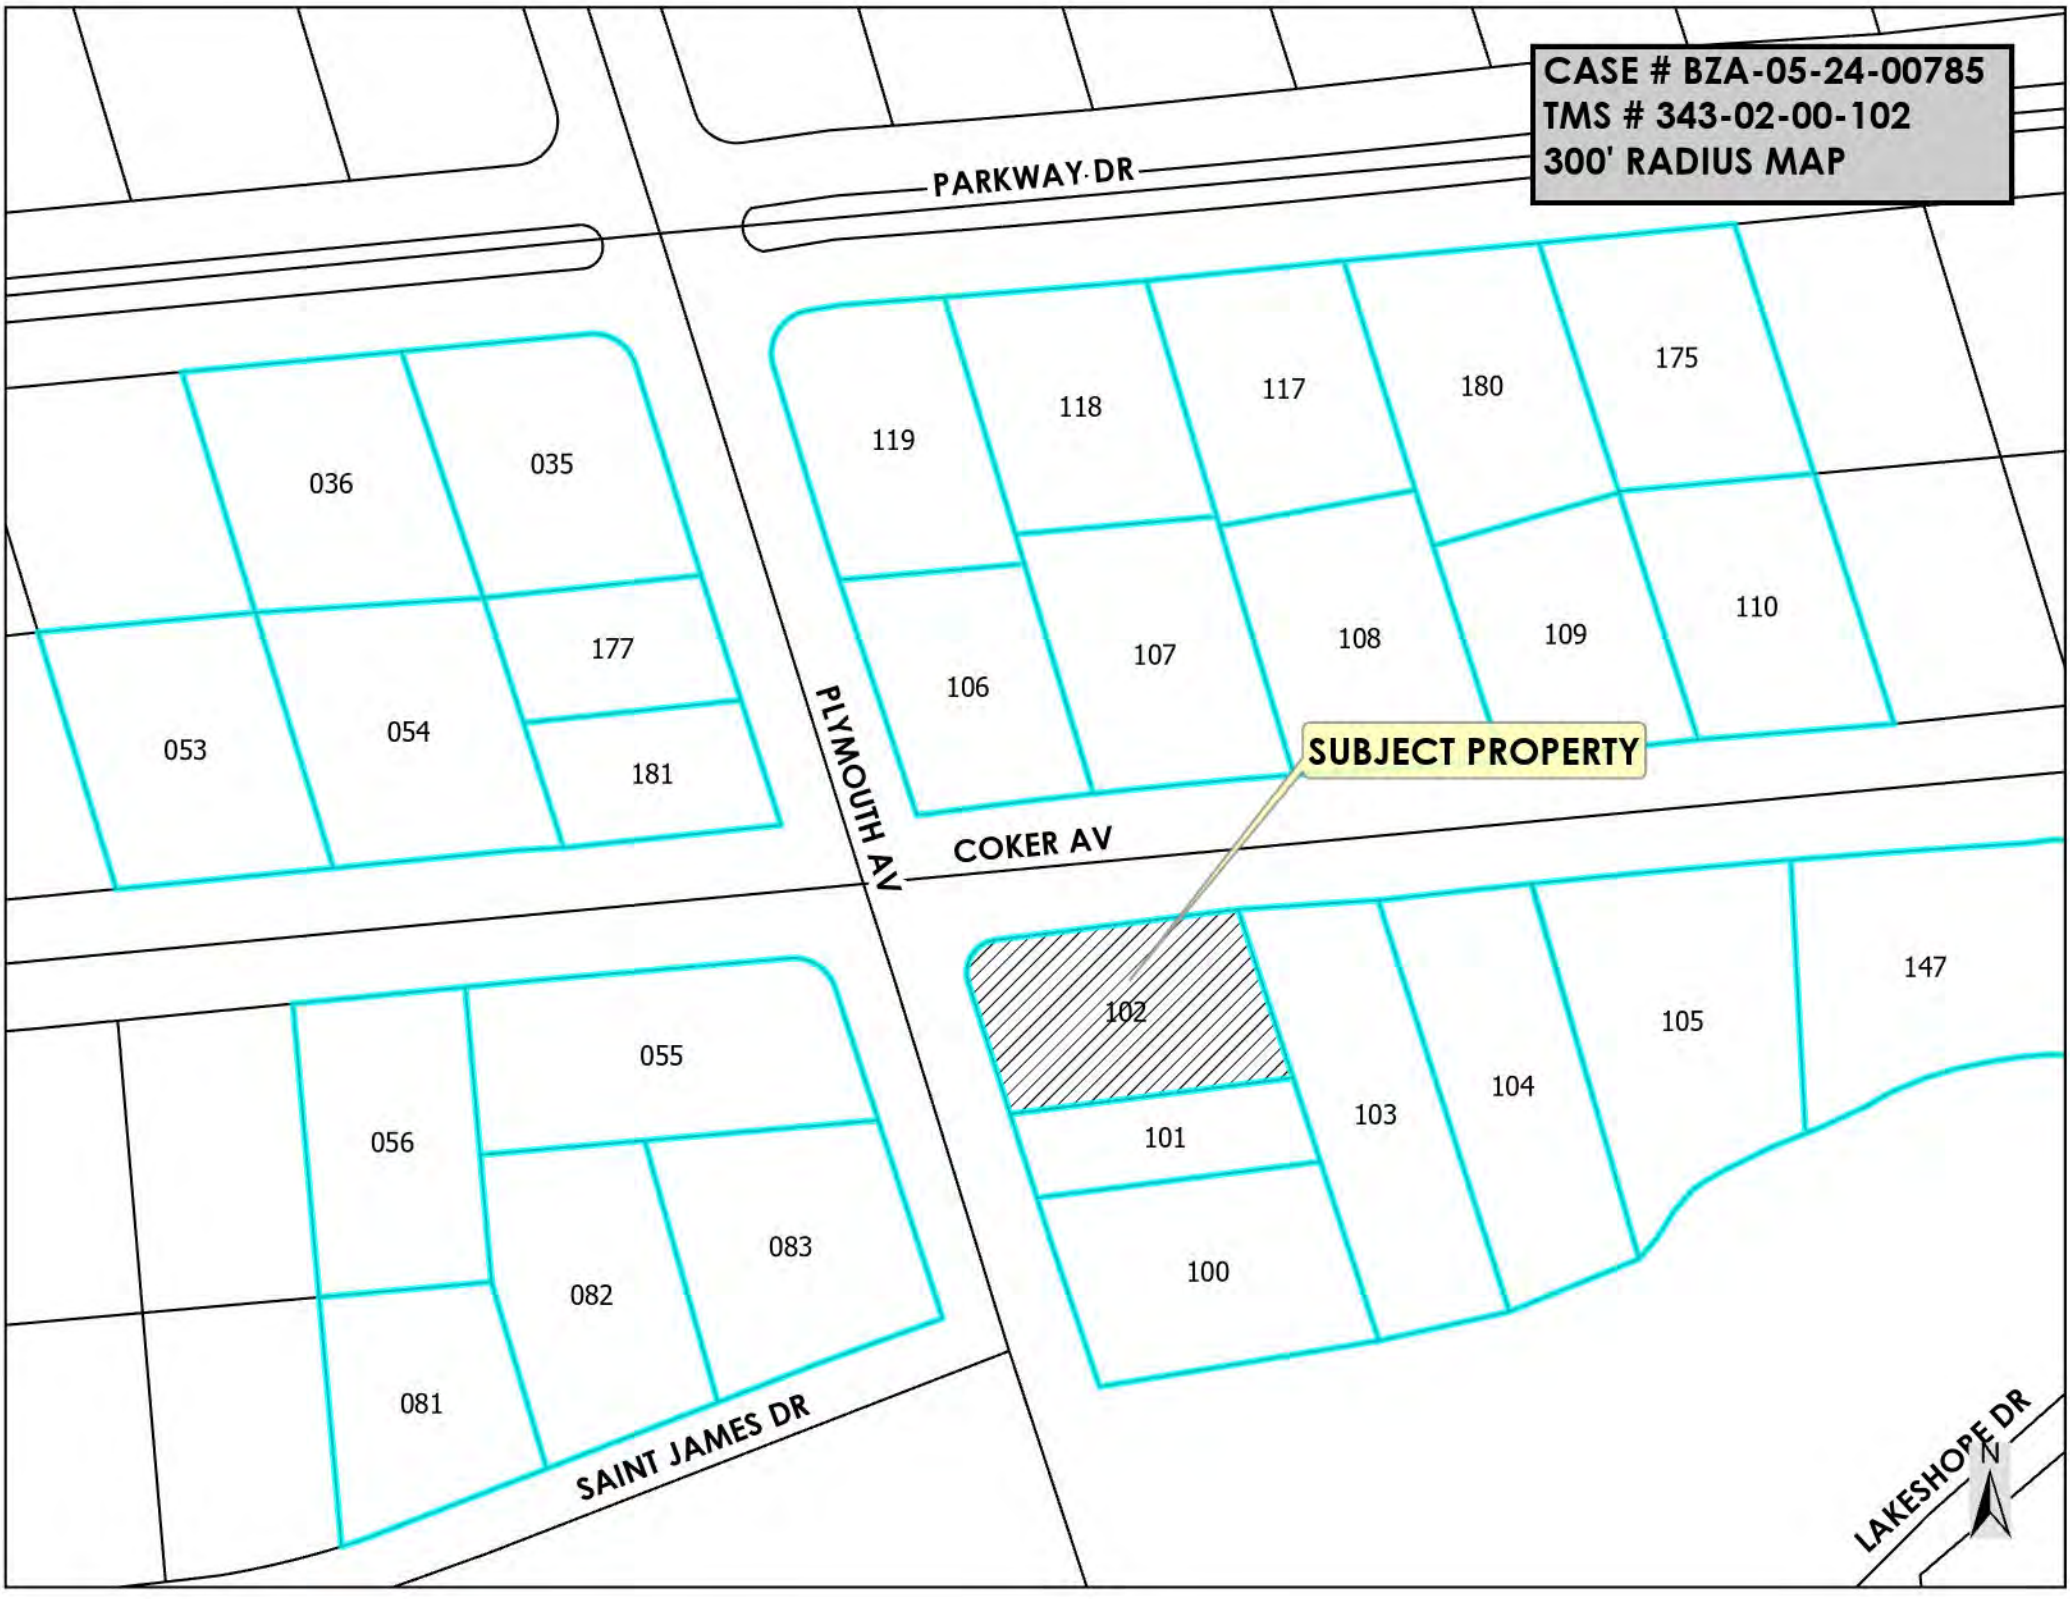 CASE # BZA-05-24-00785
TMS # 343-02-00-102
300' RADIUS MAP
PARKWAY DR
175
180
117
118
119
035
036
110
109
108
107
106
177
054
053
181
PLYMOUTH AV
SUBJECT PROPERTY
COKER AV
147
102
105
055
104
103
101
056
083
100
082
081
SAINT JAMES DR
LAKESHORE DR
N